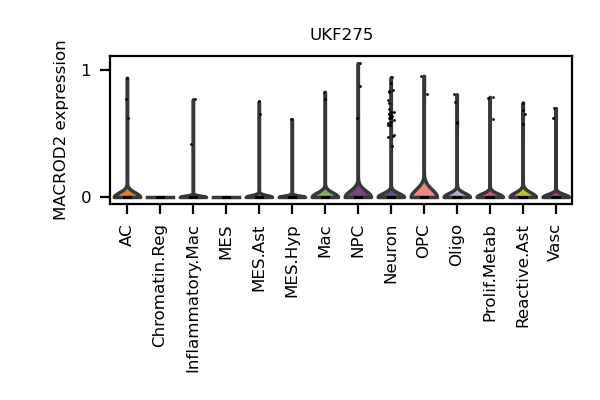 UKF275
MACROD2 expression
1
0
AC
Chromatin.Reg
Inflammatory.Mac
MES
MES.Ast
MES.Hyp
Mac
NPC
Neuron
OPC
Oligo
Prolif.Metab
Reactive.Ast
Vasc